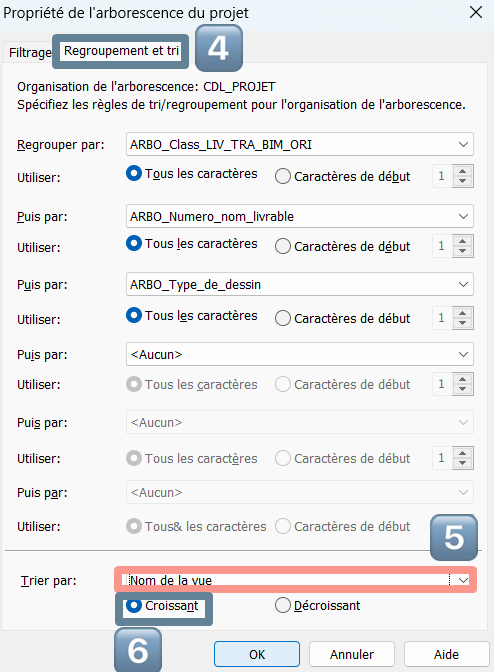 Propriété de l'arborescence du projet
Filtrage Regroupement et tri 4
Organisation de l'arborescence: CDL_PROJET
Spécifiez les règles de tri/regroupement pour l'organisation de l'arborescence.
Regrouper par: ARBO_Class_LIV_TRA_BIM_ORI
Utiliser: Tous les caractères Caractères de début 1
Puis par: ARBO_Numero_nom_livrable
Utiliser: Tous les caractères Caractères de début 1
Puis par: ARBO_Type_de_dessin
Utiliser: Tous les caractères Caractères de début 1
Puis par: <Aucun>
Utiliser: Tous les caractères Caractères de début 1
Puis par: <Aucun>
Utiliser: Tous les caractères Caractères de début 1
Puis par: <Aucun>
Utiliser: Tous& les caractères Caractères de début
5
Trier par: Nom de la vue
Croissant Décroissant
6 OK Annuler Aide